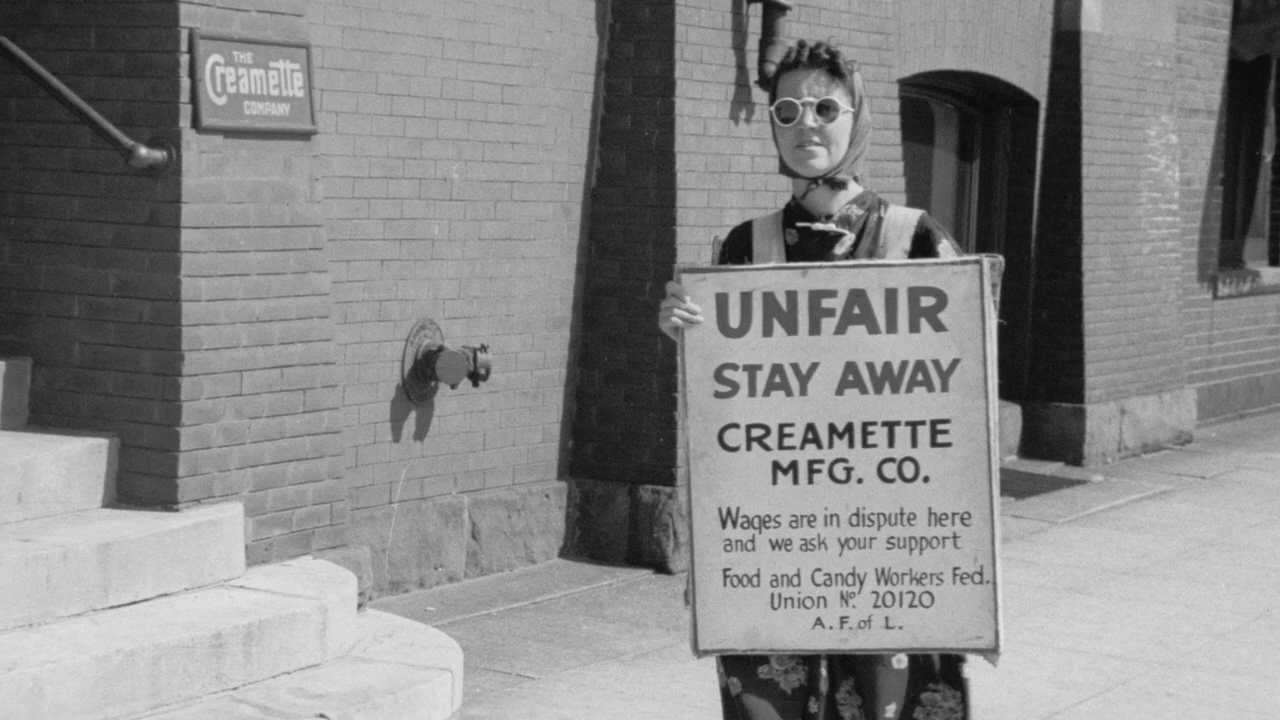 THE
Creamette
COMPANY
UNFAIR
STAY AWAY
CREAMETTE
MFG. CO.
Wages are in dispute here
and we ask your support
Food and Candy Workers Fed.
Union No. 20120
A. F. of L.